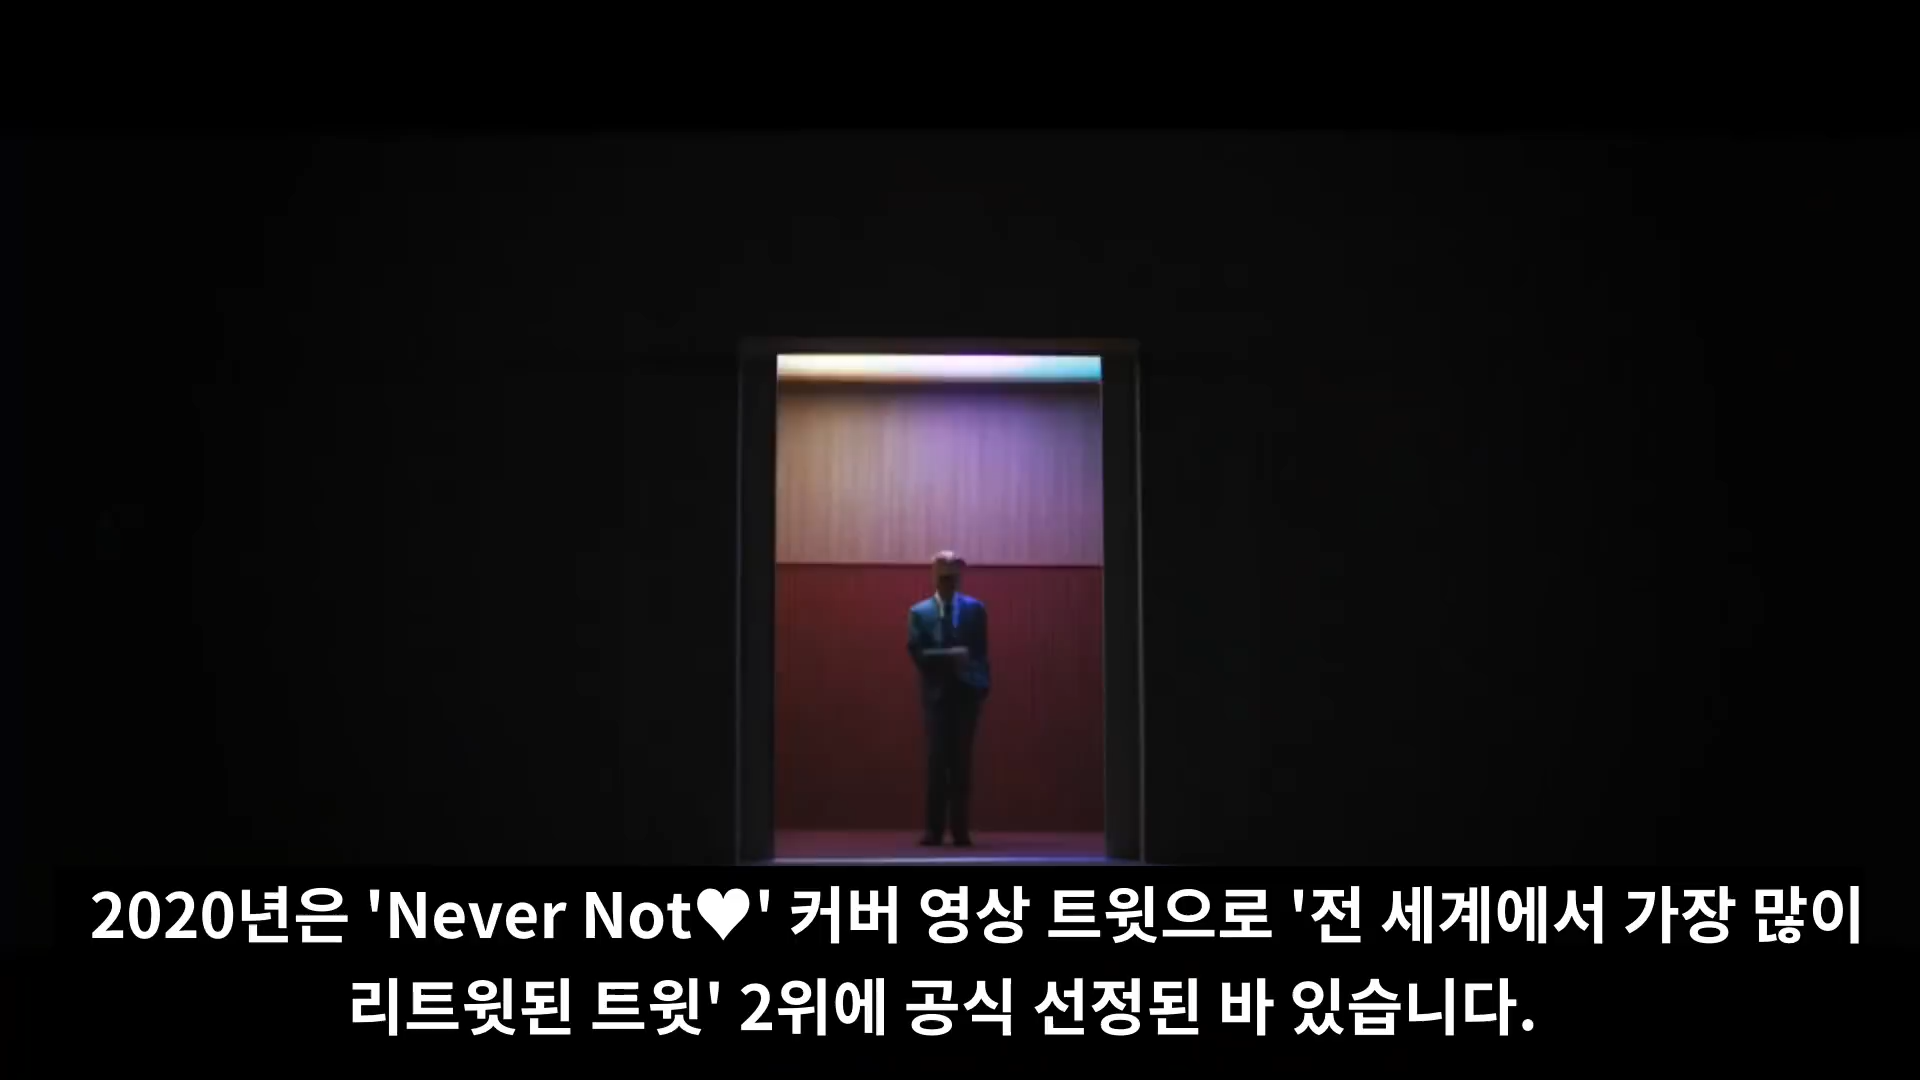 2020년은 'Never Not♥' 커버 영상 트윗으로 '전 세계에서 가장 많이
리트윗된 트윗' 2위에 공식 선정된 바 있습니다.